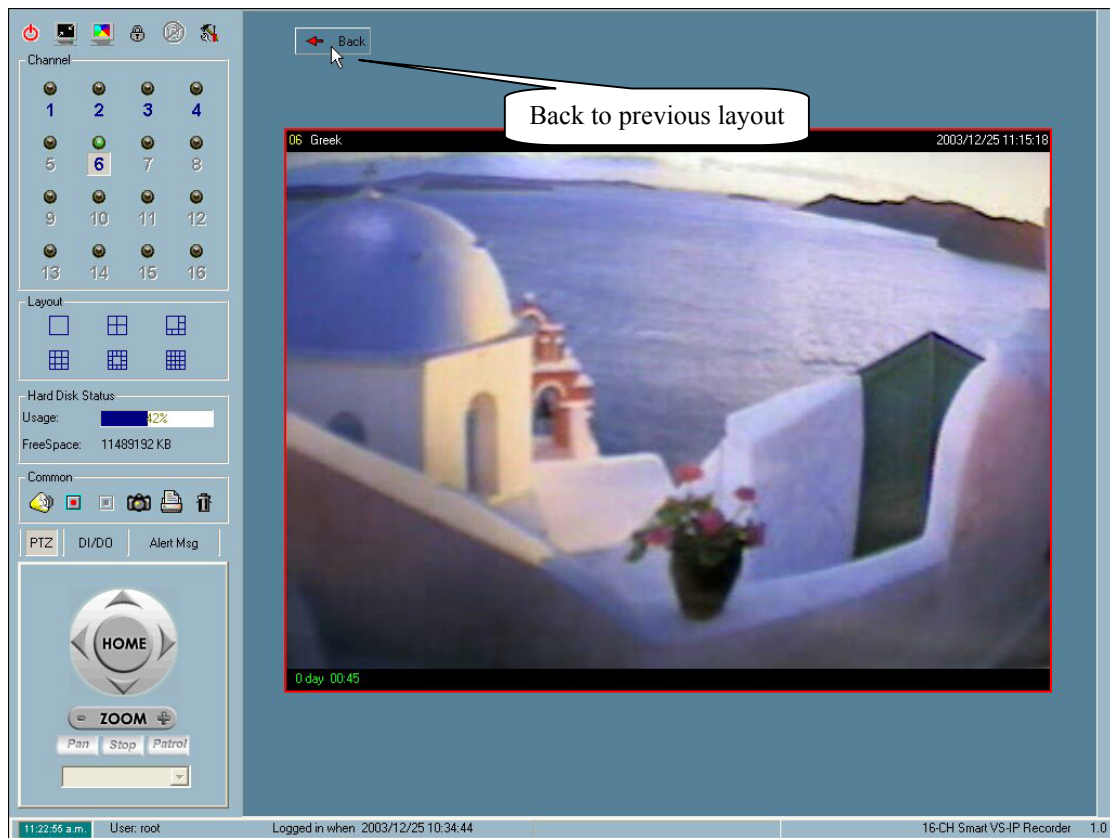 Back
Back to previous layout
Channel
1 2 3 4
5 6 7 8
9 10 11 12
13 14 15 16
Layout
Hard Disk Status
Usage: 42%
FreeSpace: 11489192 KB
Common
PTZ DI/DO Alert Msg
HOME
- ZOOM +
Pan Stop Patrol
06 Greek 2003/12/25 11:15:18
0 day 00:45
11:22:55 a.m. User: root Logged in when 2003/12/25 10:34:44 16-CH Smart VS-IP Recorder 1.0